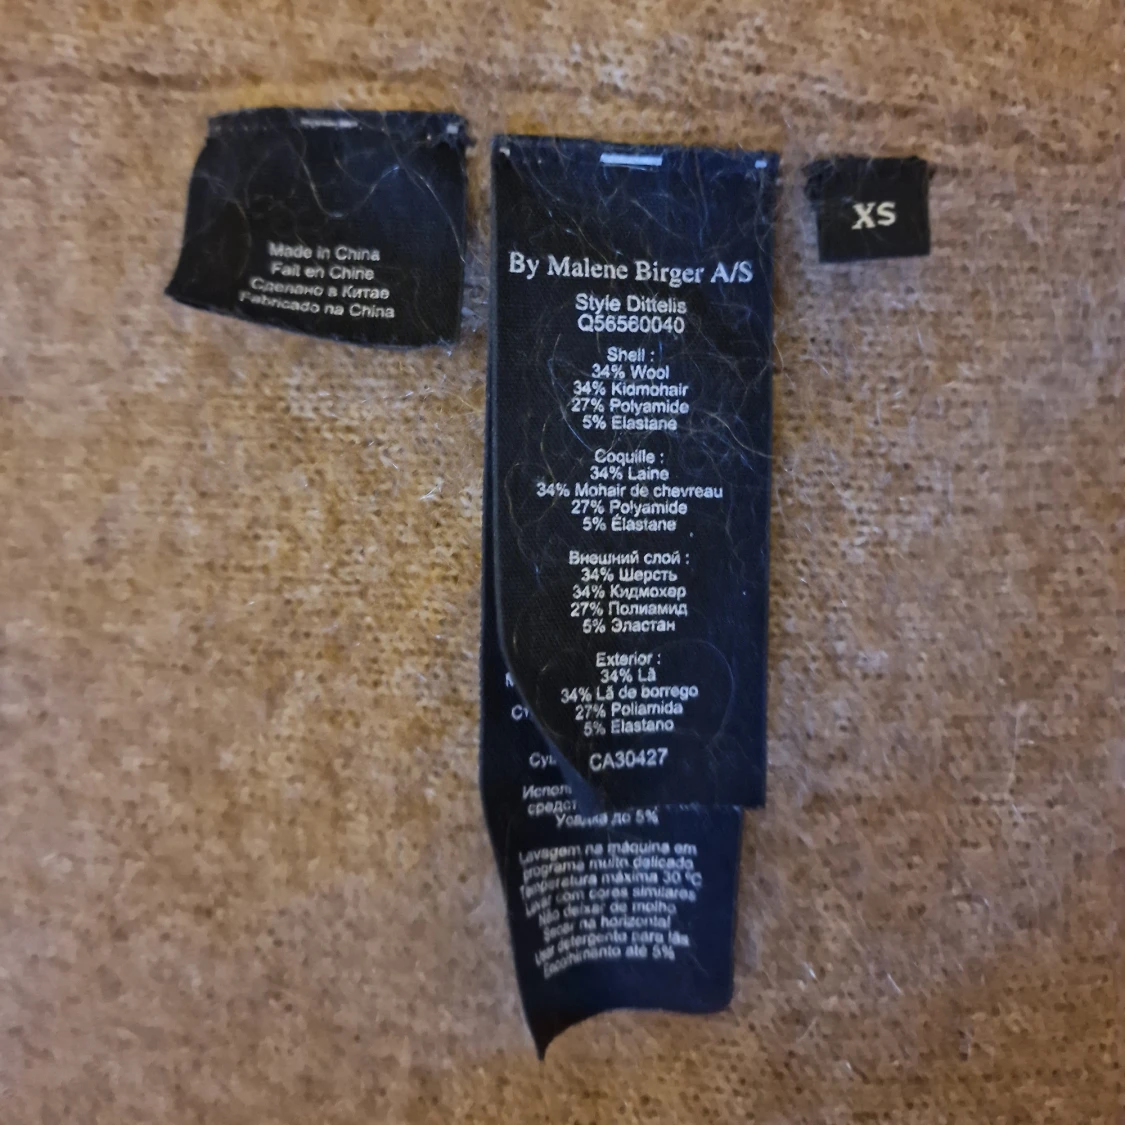 Made in China
Fait en Chine
Сделано в Китае
Fabricado na China
By Malene Birger A/S
Style Dittelis
Q56560040
Shell :
34% Wool
34% Kidmohair
27% Polyamide
5% Elastane
Coquille :
34% Laine
34% Mohair de chevreau
27% Polyamide
5% Élastane
Внешний слой :
34% Шерсть
34% Кидмохер
27% Полиамид
5% Эластан
Exterior :
34% Lã
34% Lã de borrego
27% Poliamida
5% Elastano
CA30427
до 5%
Lavagem na máquina em
programa muito delicado
Temperatura máxima 30 °C
Lavar com cores similares
Não deixar de molho
Secar na horizontal
Usar detergente para lãs
Encolhimento até 5%
XS